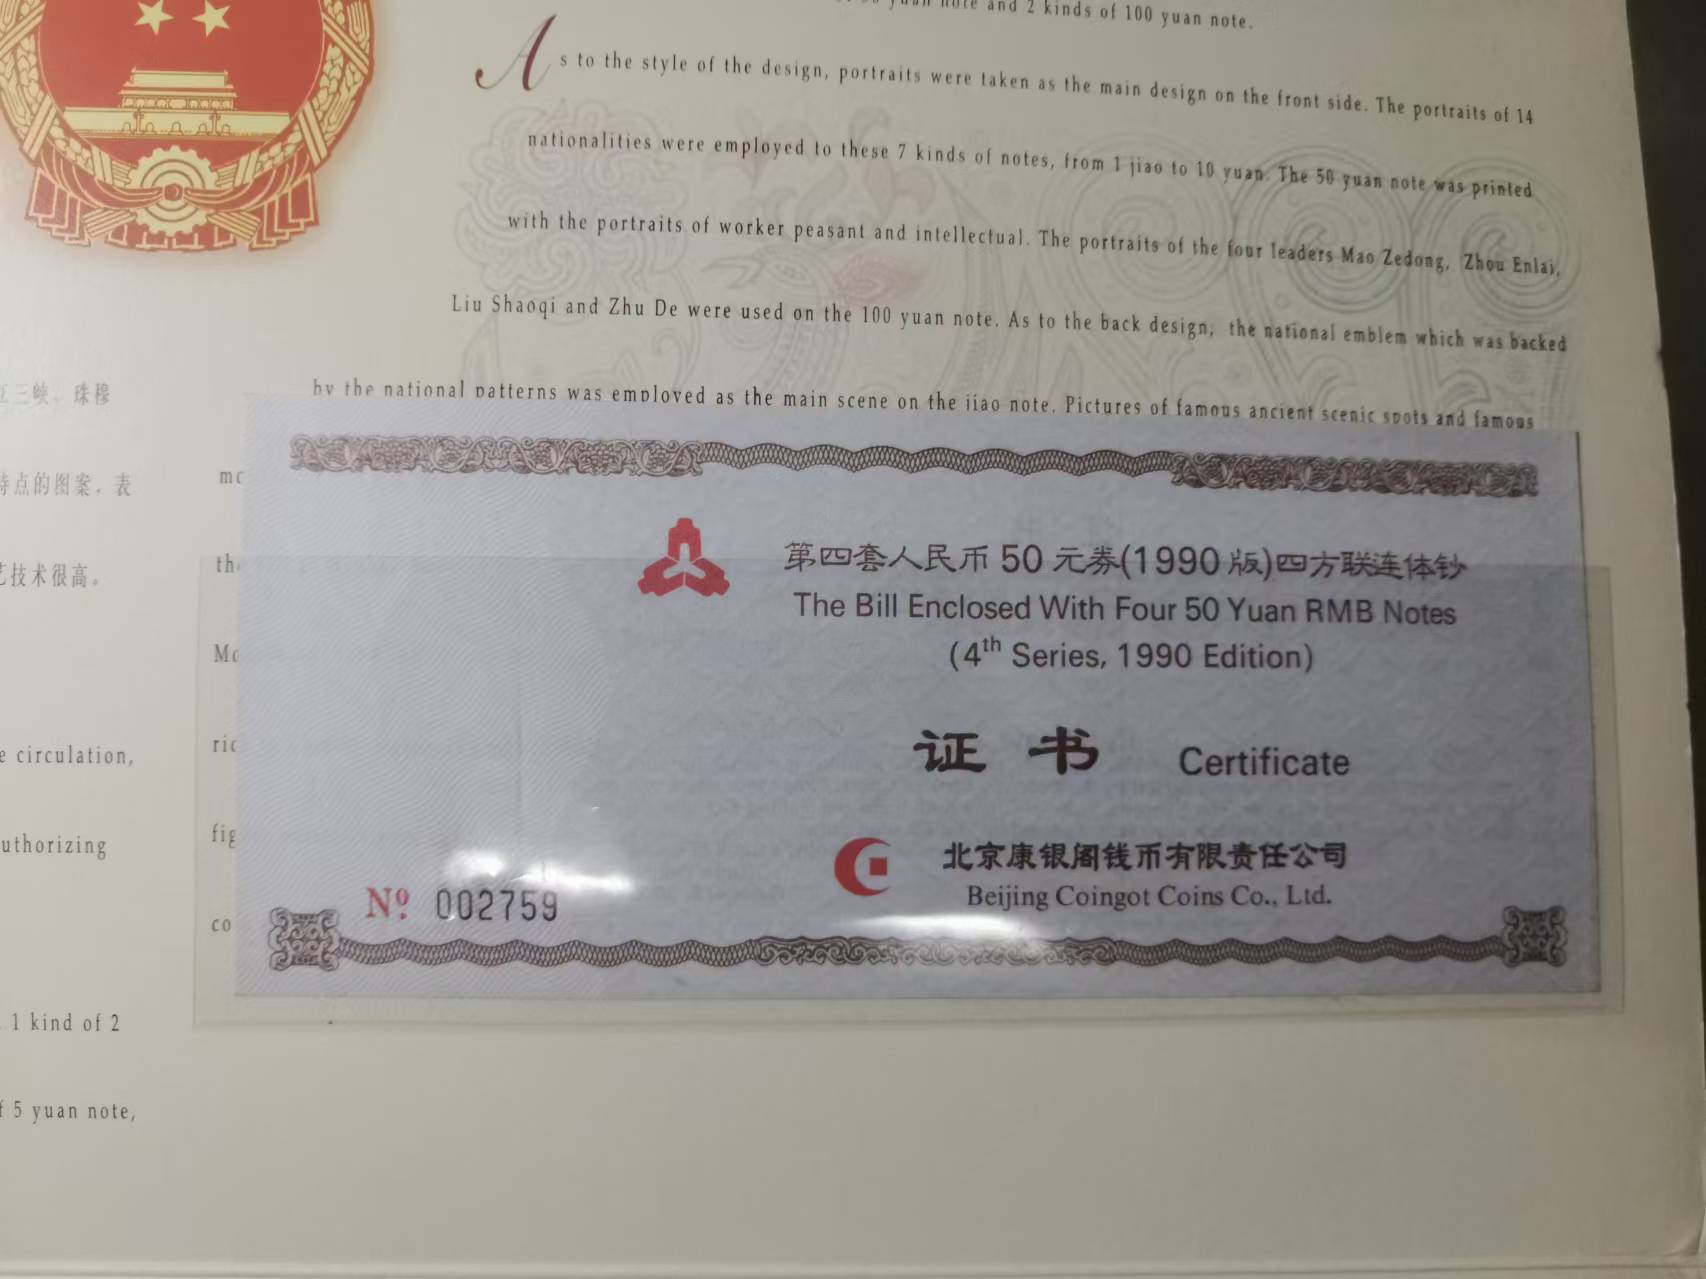 yuan note and 2 kinds of 100 yuan note.
As to the style of the design, portraits were taken as the main design on the front side. The portraits of 14
nationalities were employed to these 7 kinds of notes, from 1 jiao to 10 yuan. The 50 yuan note was printed
with the portraits of worker peasant and intellectual. The portraits of the four leaders Mao Zedong, Zhou Enlai,
Liu Shaoqi and Zhu De were used on the 100 yuan note. As to the back design, the national emblem which was backed
by the national patterns was employed as the main scene on the jiao note. Pictures of famous ancient scenic spots and famous
三峡、珠穆
特点的图案，表
艺技术很高。
e circulation,
uthorizing
1 kind of 2
f 5 yuan note,
mo
th
Mo
ric
fig
co
第四套人民币50元券(1990版)四方联连体钞
The Bill Enclosed With Four 50 Yuan RMB Notes
(4th Series, 1990 Edition)
证书 Certificate
北京康银阁钱币有限责任公司
Beijing Coingot Coins Co., Ltd.
Nº 002759